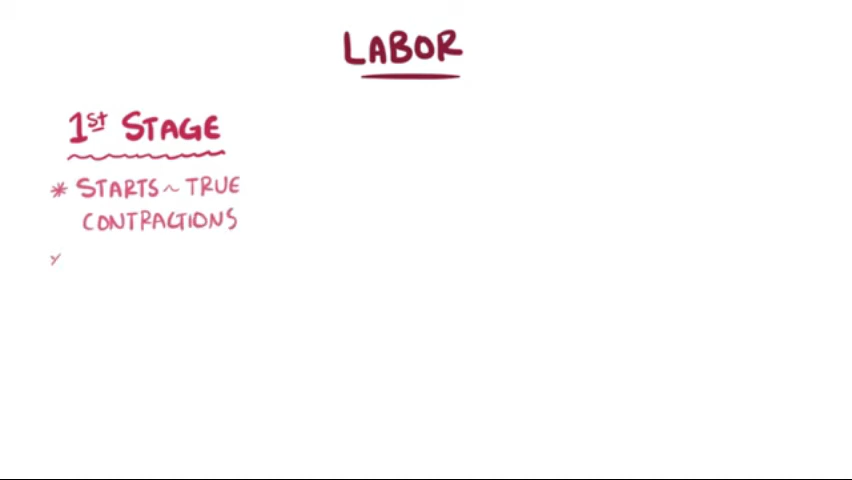 LABOR
1st STAGE
* STARTS ~ TRUE
CONTRACTIONS